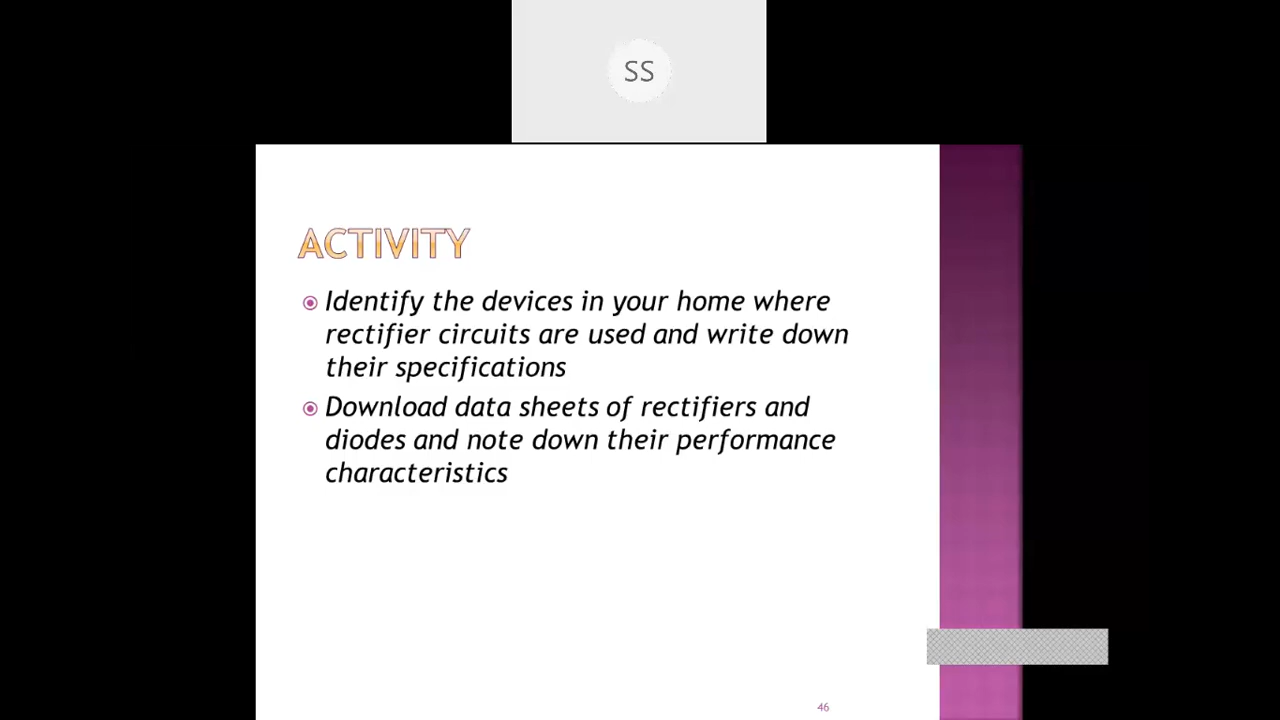 SS
ACTIVITY
Identify the devices in your home where
rectifier circuits are used and write down
their specifications
Download data sheets of rectifiers and
diodes and note down their performance
characteristics
46